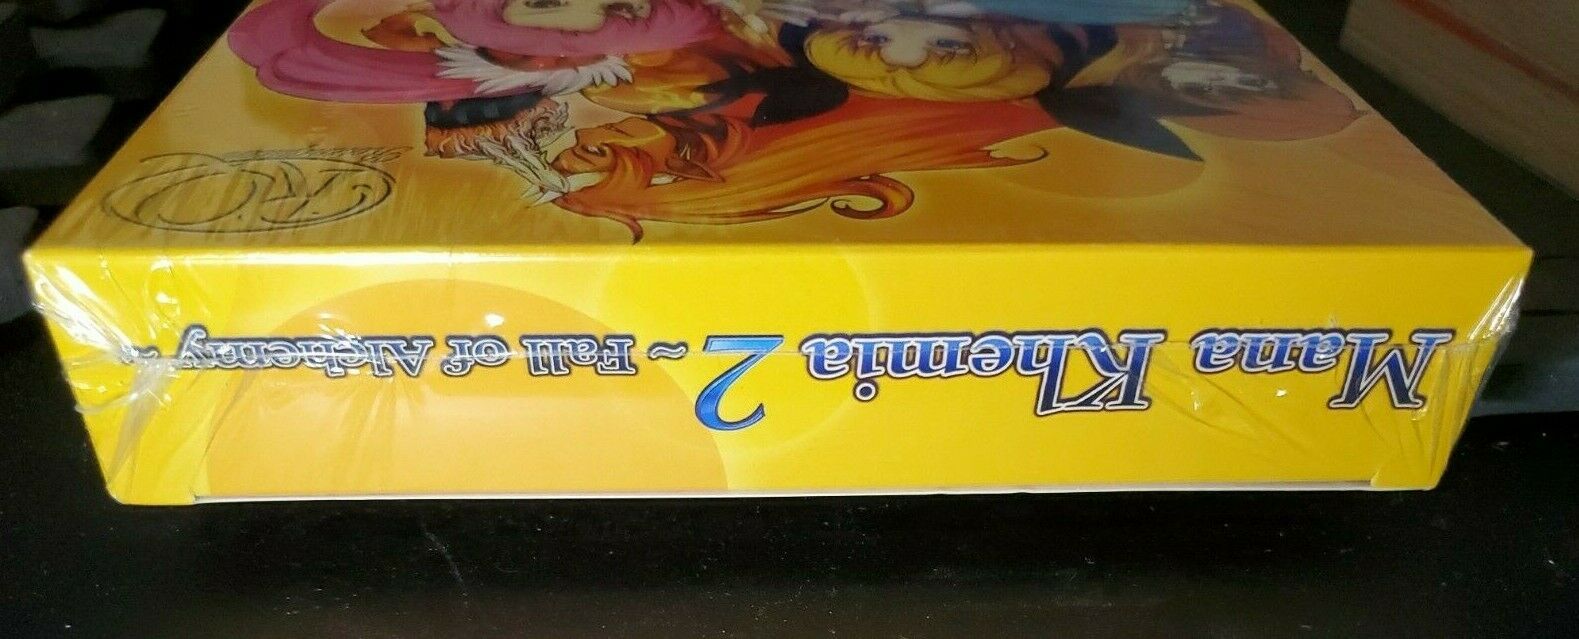 Mana Khemia 2 ~ Fall of Alchemy ~